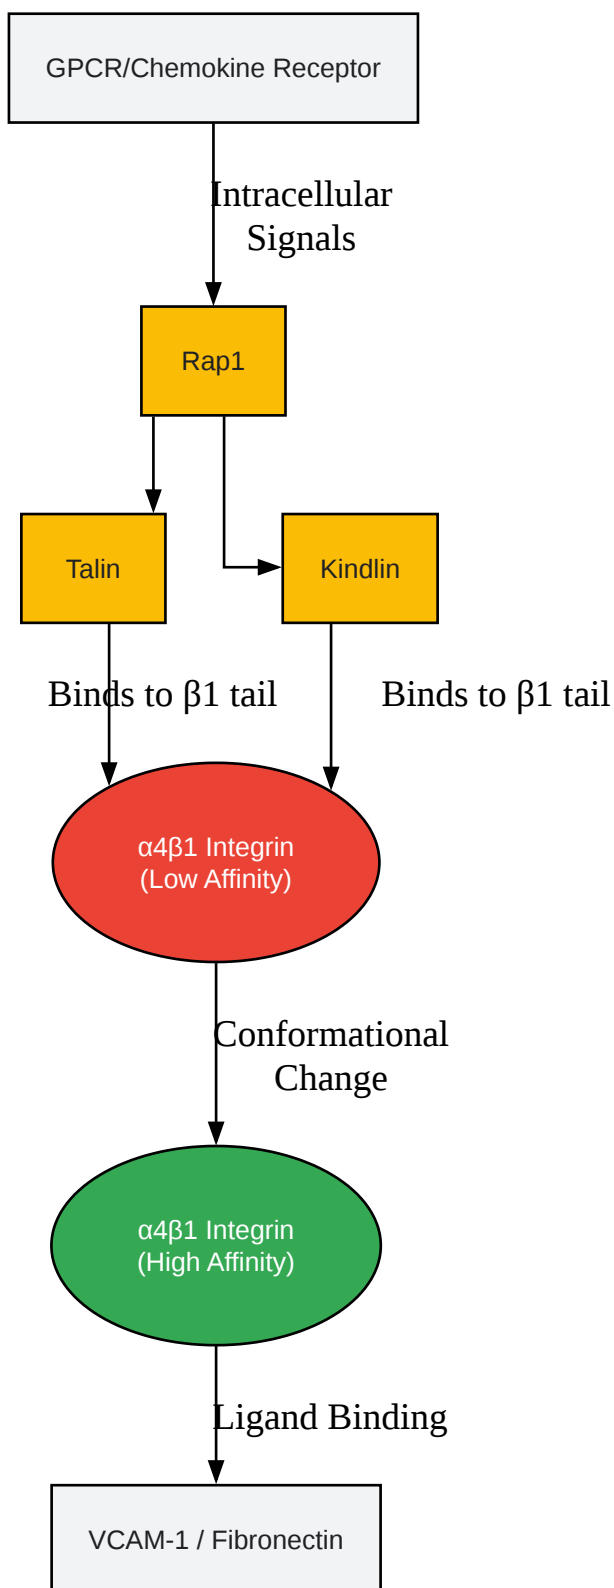 GPCR/Chemokine Receptor
Intracellular
Signals
Rap1
Talin
Kindlin
Binds to β1 tail
Binds to β1 tail
α4β1 Integrin
(Low Affinity)
Conformational
Change
α4β1 Integrin
(High Affinity)
Ligand Binding
VCAM-1 / Fibronectin